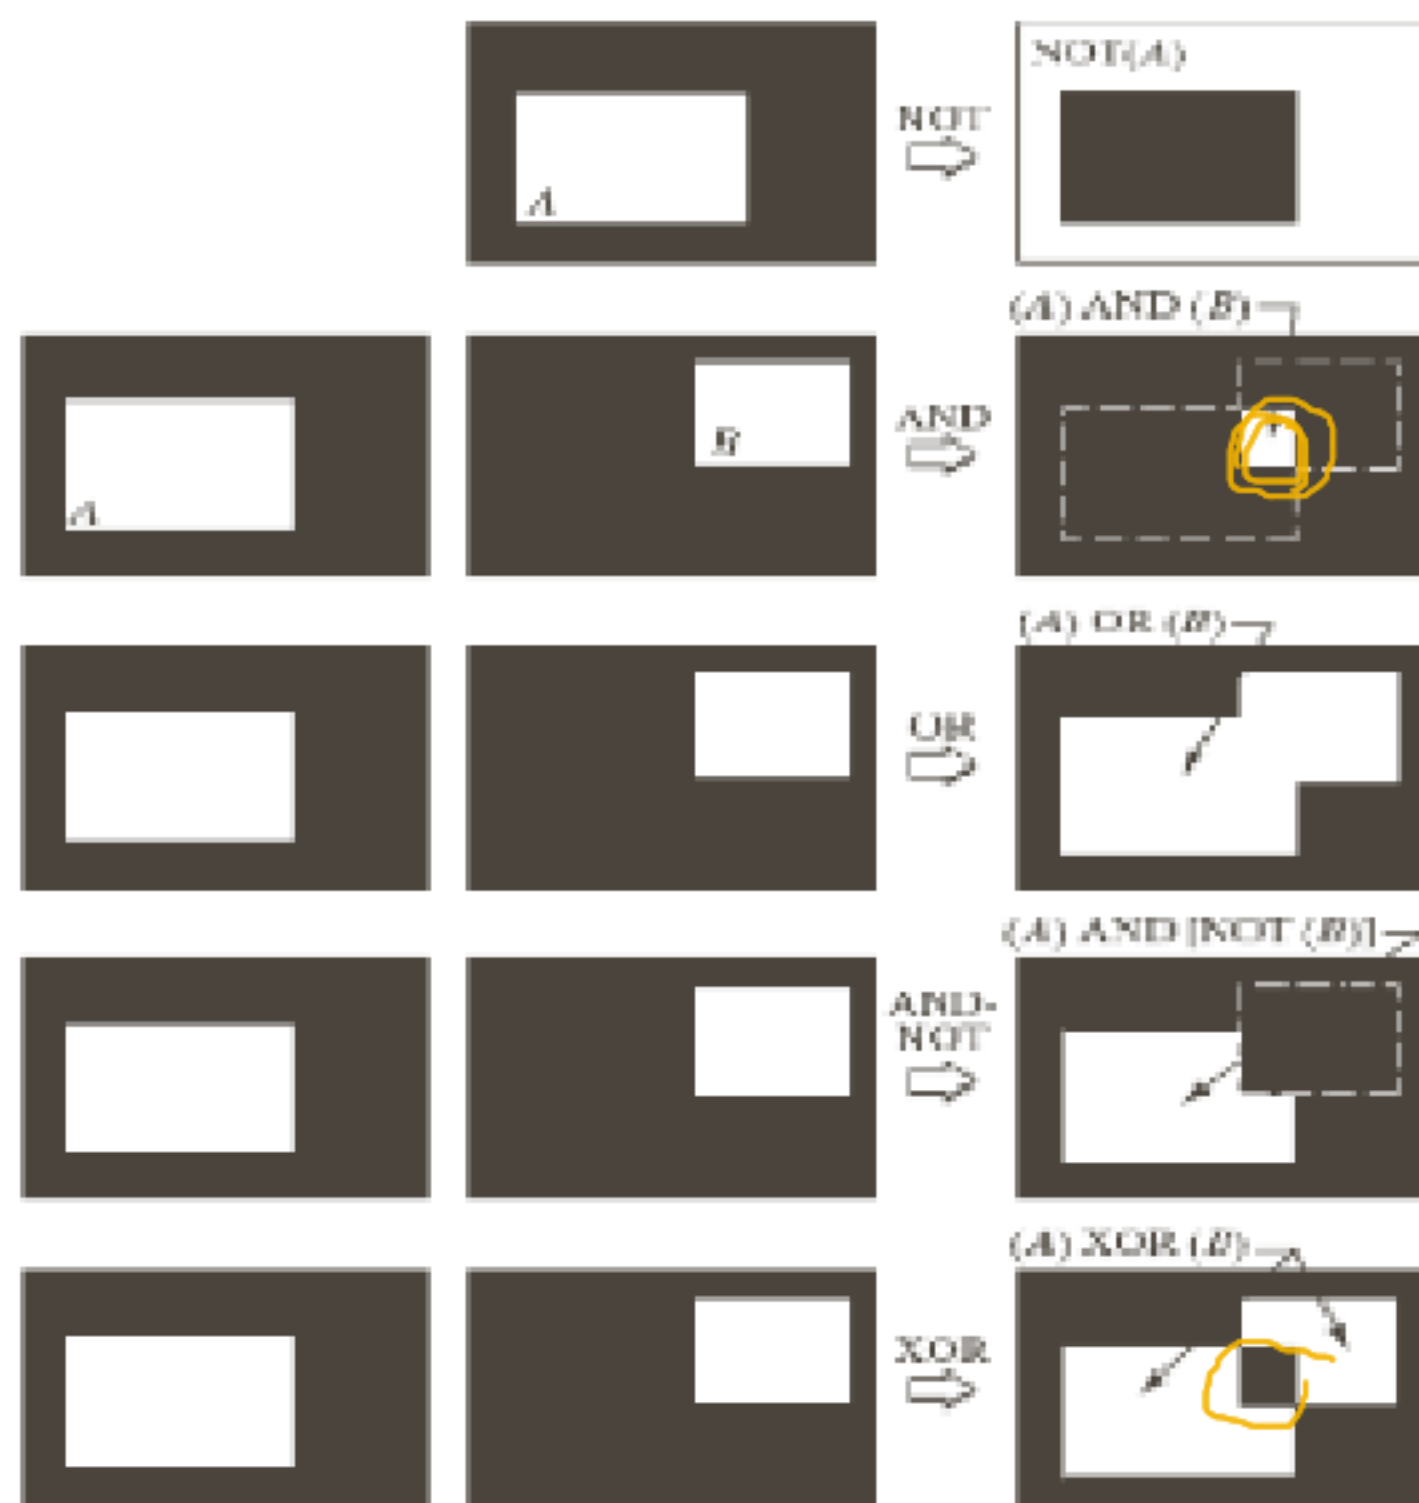 NOT(A)
NOT
A
(A) AND (B)
AND
B
A
(A) OR (B)
OR
(A) AND [NOT (B)]
AND-
NOT
(A) XOR (B)
XOR